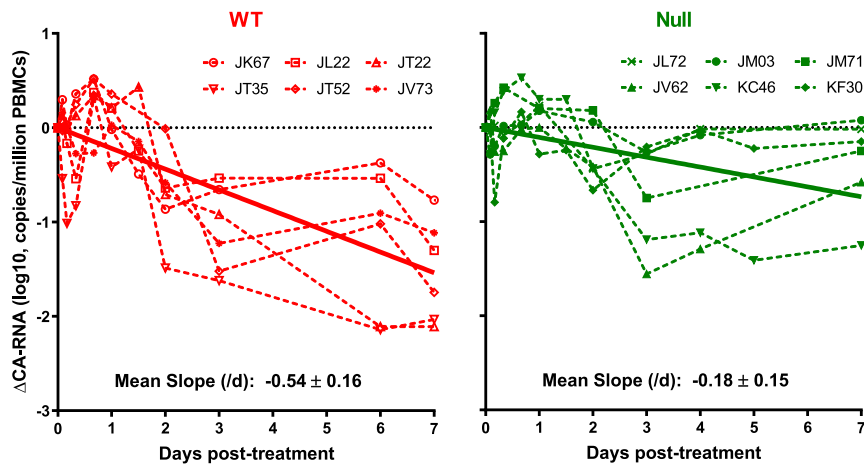 WT
Null
JK67 JL22 JT22
JT35 JT52 JV73
JL72 JM03 JM71
JV62 KC46 KF30
ΔCA-RNA (log10, copies/million PBMCs)
1
0
-1
-2
-3
Mean Slope (/d): -0.54 ± 0.16
Mean Slope (/d): -0.18 ± 0.15
0 1 2 3 4 5 6 7
0 1 2 3 4 5 6 7
Days post-treatment
Days post-treatment